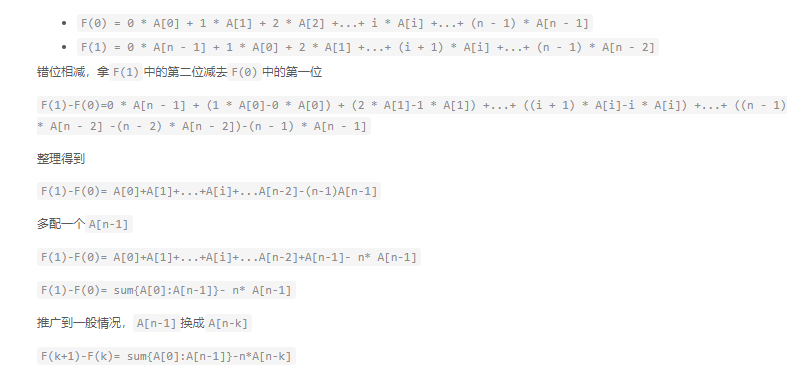 F(0) = 0 * A[0] + 1 * A[1] + 2 * A[2] +...+ i * A[i] +...+ (n - 1) * A[n - 1]
F(1) = 0 * A[n - 1] + 1 * A[0] + 2 * A[1] +...+ (i + 1) * A[i] +...+ (n - 1) * A[n - 2]
错位相减，拿 F(1) 中的第二位减去 F(0) 中的第一位
F(1)-F(0)=0 * A[n - 1] + (1 * A[0]-0 * A[0]) + (2 * A[1]-1 * A[1]) +...+ ((i + 1) * A[i]-i * A[i]) +...+ ((n - 1)
* A[n - 2] -(n - 2) * A[n - 2])-(n - 1) * A[n - 1]
整理得到
F(1)-F(0)= A[0]+A[1]+...+A[i]+...A[n-2]-(n-1)A[n-1]
多配一个 A[n-1]
F(1)-F(0)= A[0]+A[1]+...+A[i]+...A[n-2]+A[n-1]- n* A[n-1]
F(1)-F(0)= sum{A[0]:A[n-1]}- n* A[n-1]
推广到一般情况， A[n-1] 换成 A[n-k]
F(k+1)-F(k)= sum{A[0]:A[n-1]}-n*A[n-k]